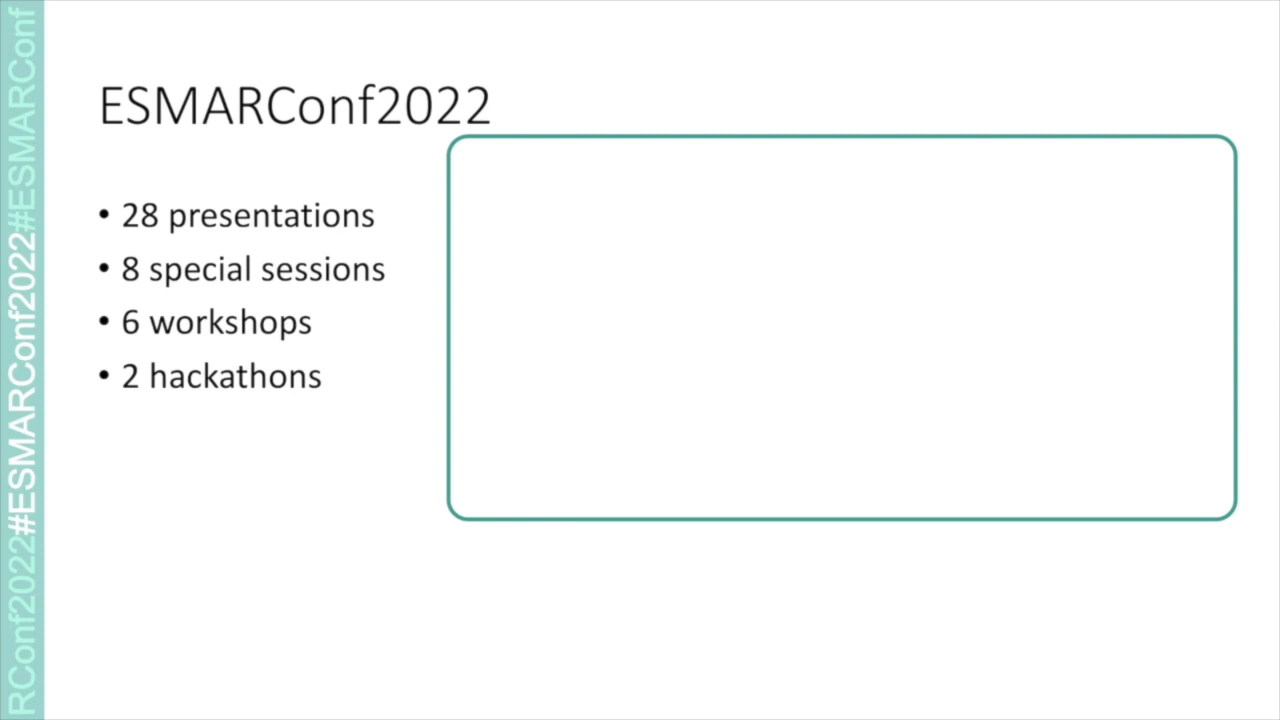 ESMARConf2022
• 28 presentations
• 8 special sessions
• 6 workshops
• 2 hackathons
RConf2022#ESMARConf2022#ESMARConf